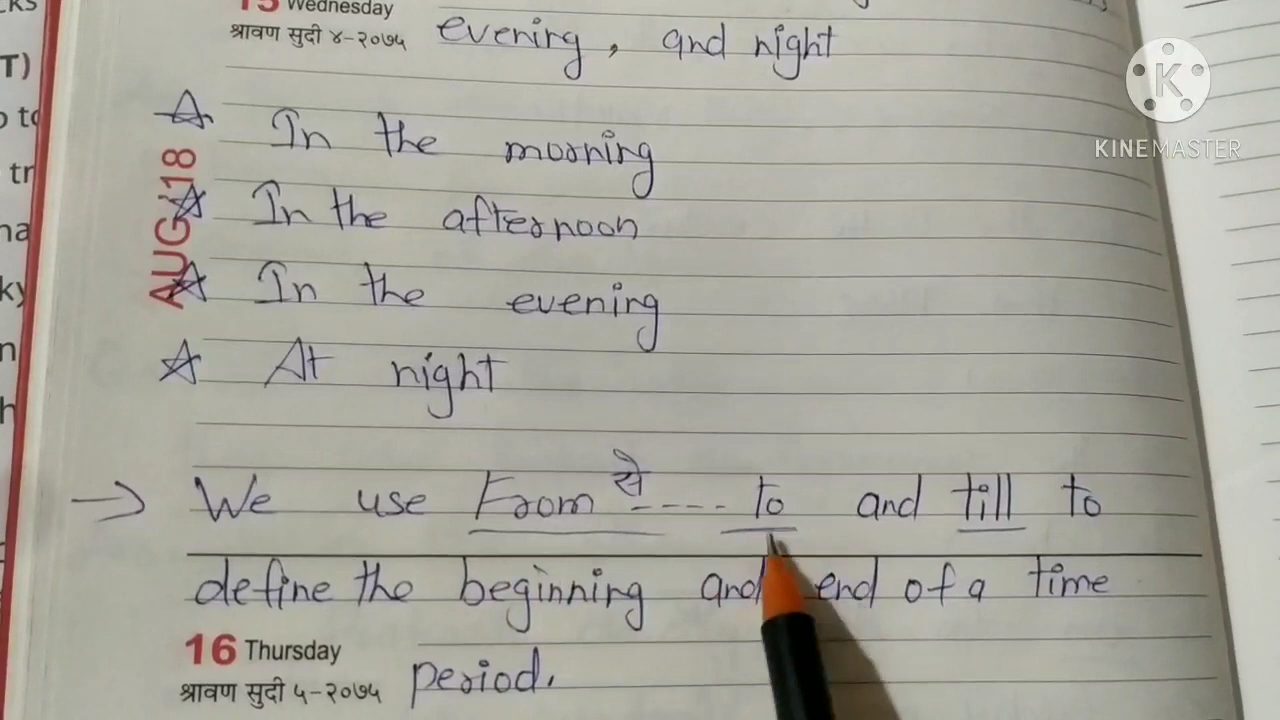 15 Wednesday
श्रावण सुदी ४-२०७५
evening, and night
K
KINEMASTER
AUG '18
In the morning
In the afternoon
In the evening
At night
→ We use From से ---- to and till to
define the beginning and end of a time
16 Thursday
श्रावण सुदी ५-२०७५
period.